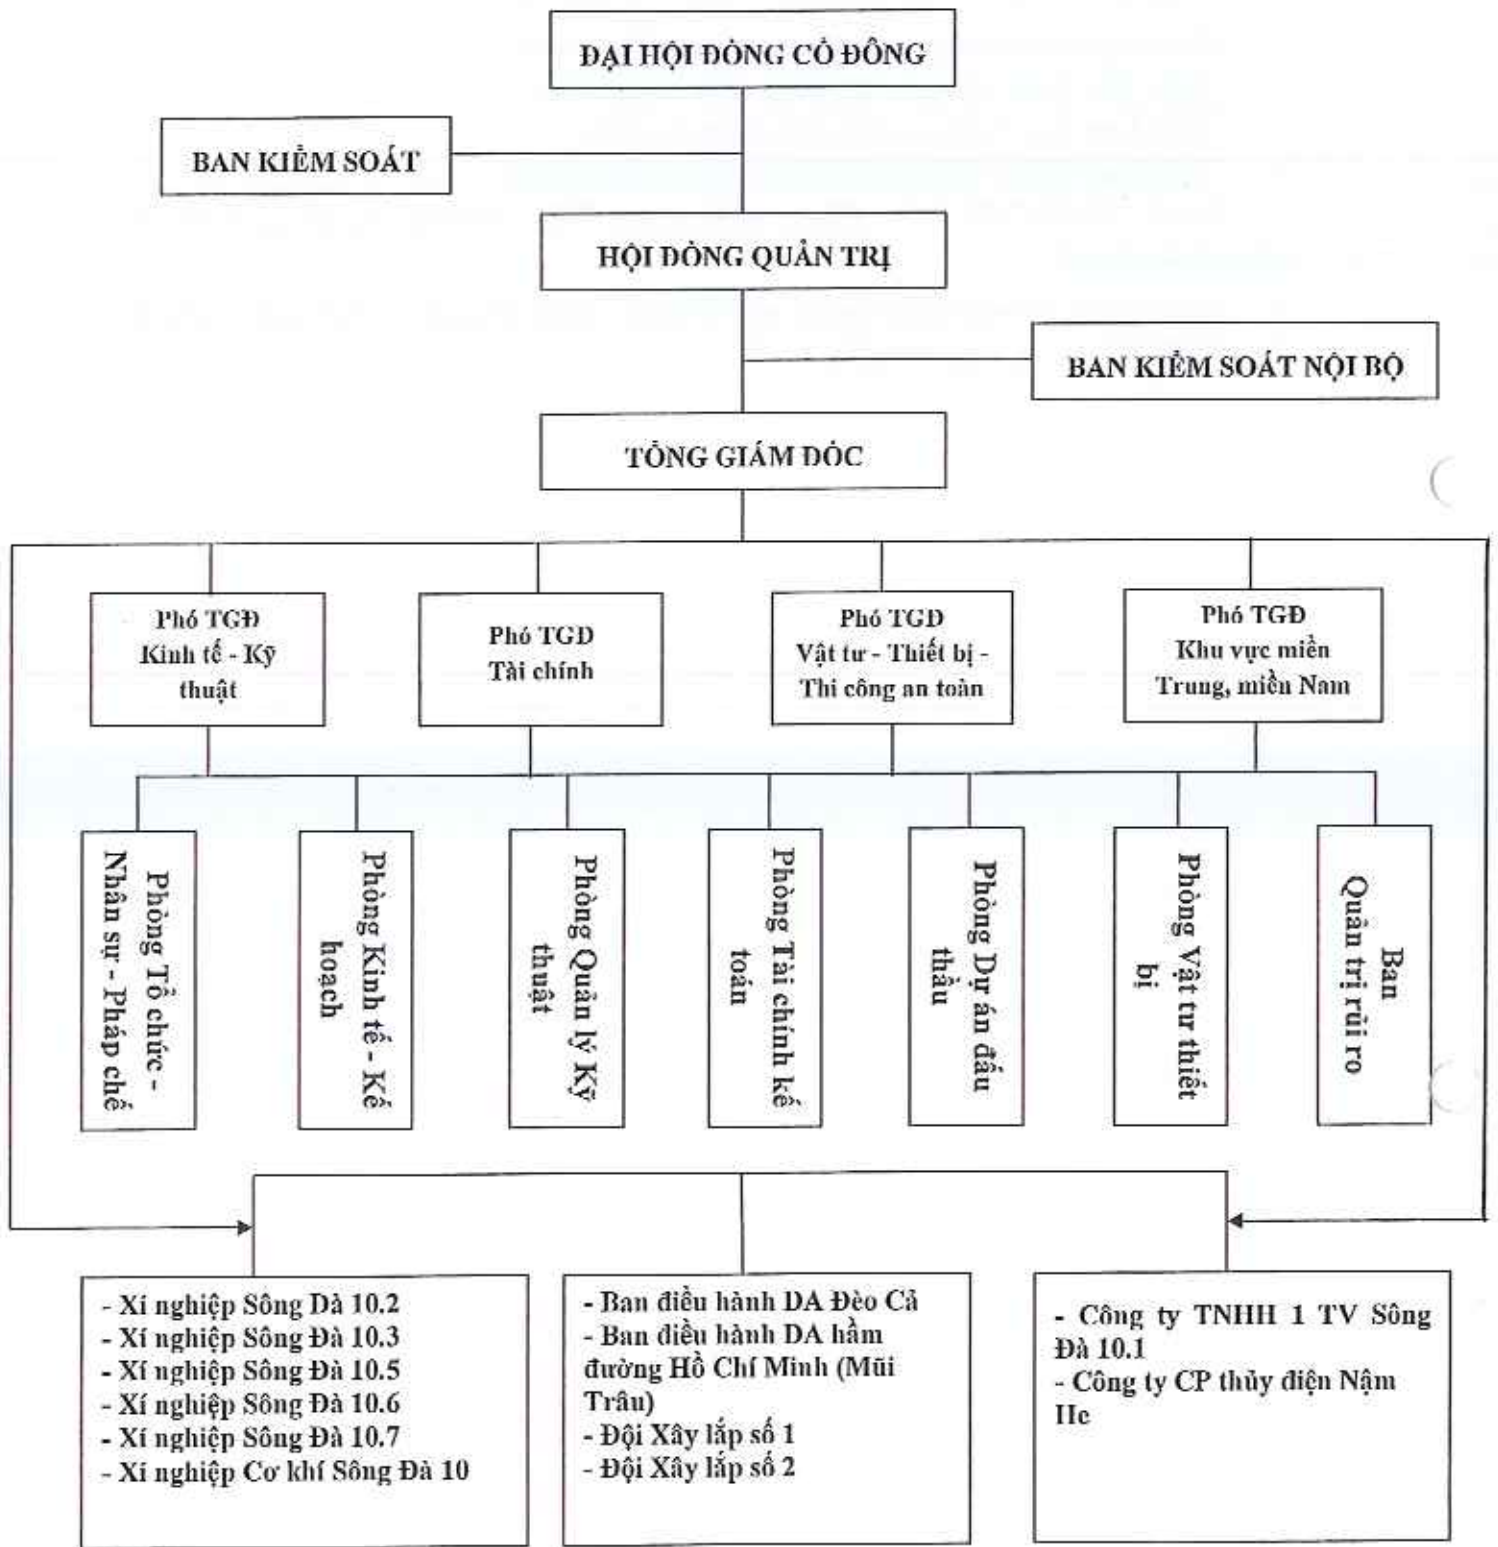 ĐẠI HỘI ĐỒNG CỔ ĐÔNG
BAN KIỂM SOÁT
HỘI ĐỒNG QUẢN TRỊ
BAN KIỂM SOÁT NỘI BỘ
TỔNG GIÁM ĐỐC
Phó TGĐ
Kinh tế - Kỹ
thuật
Phó TGĐ
Tài chính
Phó TGĐ
Vật tư - Thiết bị -
Thi công an toàn
Phó TGĐ
Khu vực miền
Trung, miền Nam
Phòng Tổ chức -
Nhân sự - Pháp chế
Phòng Kinh tế - Kế
hoạch
Phòng Quản lý Kỹ
thuật
Phòng Tài chính kế
toán
Phòng Dự án đấu
thầu
Phòng Vật tư thiết
bị
Ban
Quản trị rủi ro
- Xí nghiệp Sông Đà 10.2
- Xí nghiệp Sông Đà 10.3
- Xí nghiệp Sông Đà 10.5
- Xí nghiệp Sông Đà 10.6
- Xí nghiệp Sông Đà 10.7
- Xí nghiệp Cơ khí Sông Đà 10
- Ban điều hành DA Đèo Cả
- Ban điều hành DA hầm
đường Hồ Chí Minh (Mũi
Trâu)
- Đội Xây lắp số 1
- Đội Xây lắp số 2
- Công ty TNHH 1 TV Sông
Đà 10.1
- Công ty CP thủy điện Nậm
He